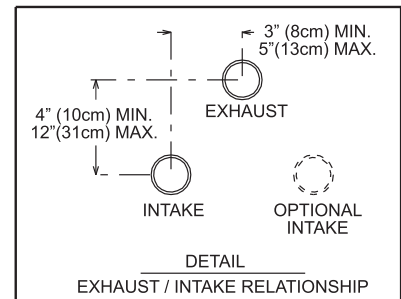 3” (8cm) MIN.
5”(13cm) MAX.
EXHAUST
4” (10cm) MIN.
12”(31cm) MAX.
INTAKE
OPTIONAL
INTAKE
DETAIL
EXHAUST / INTAKE RELATIONSHIP